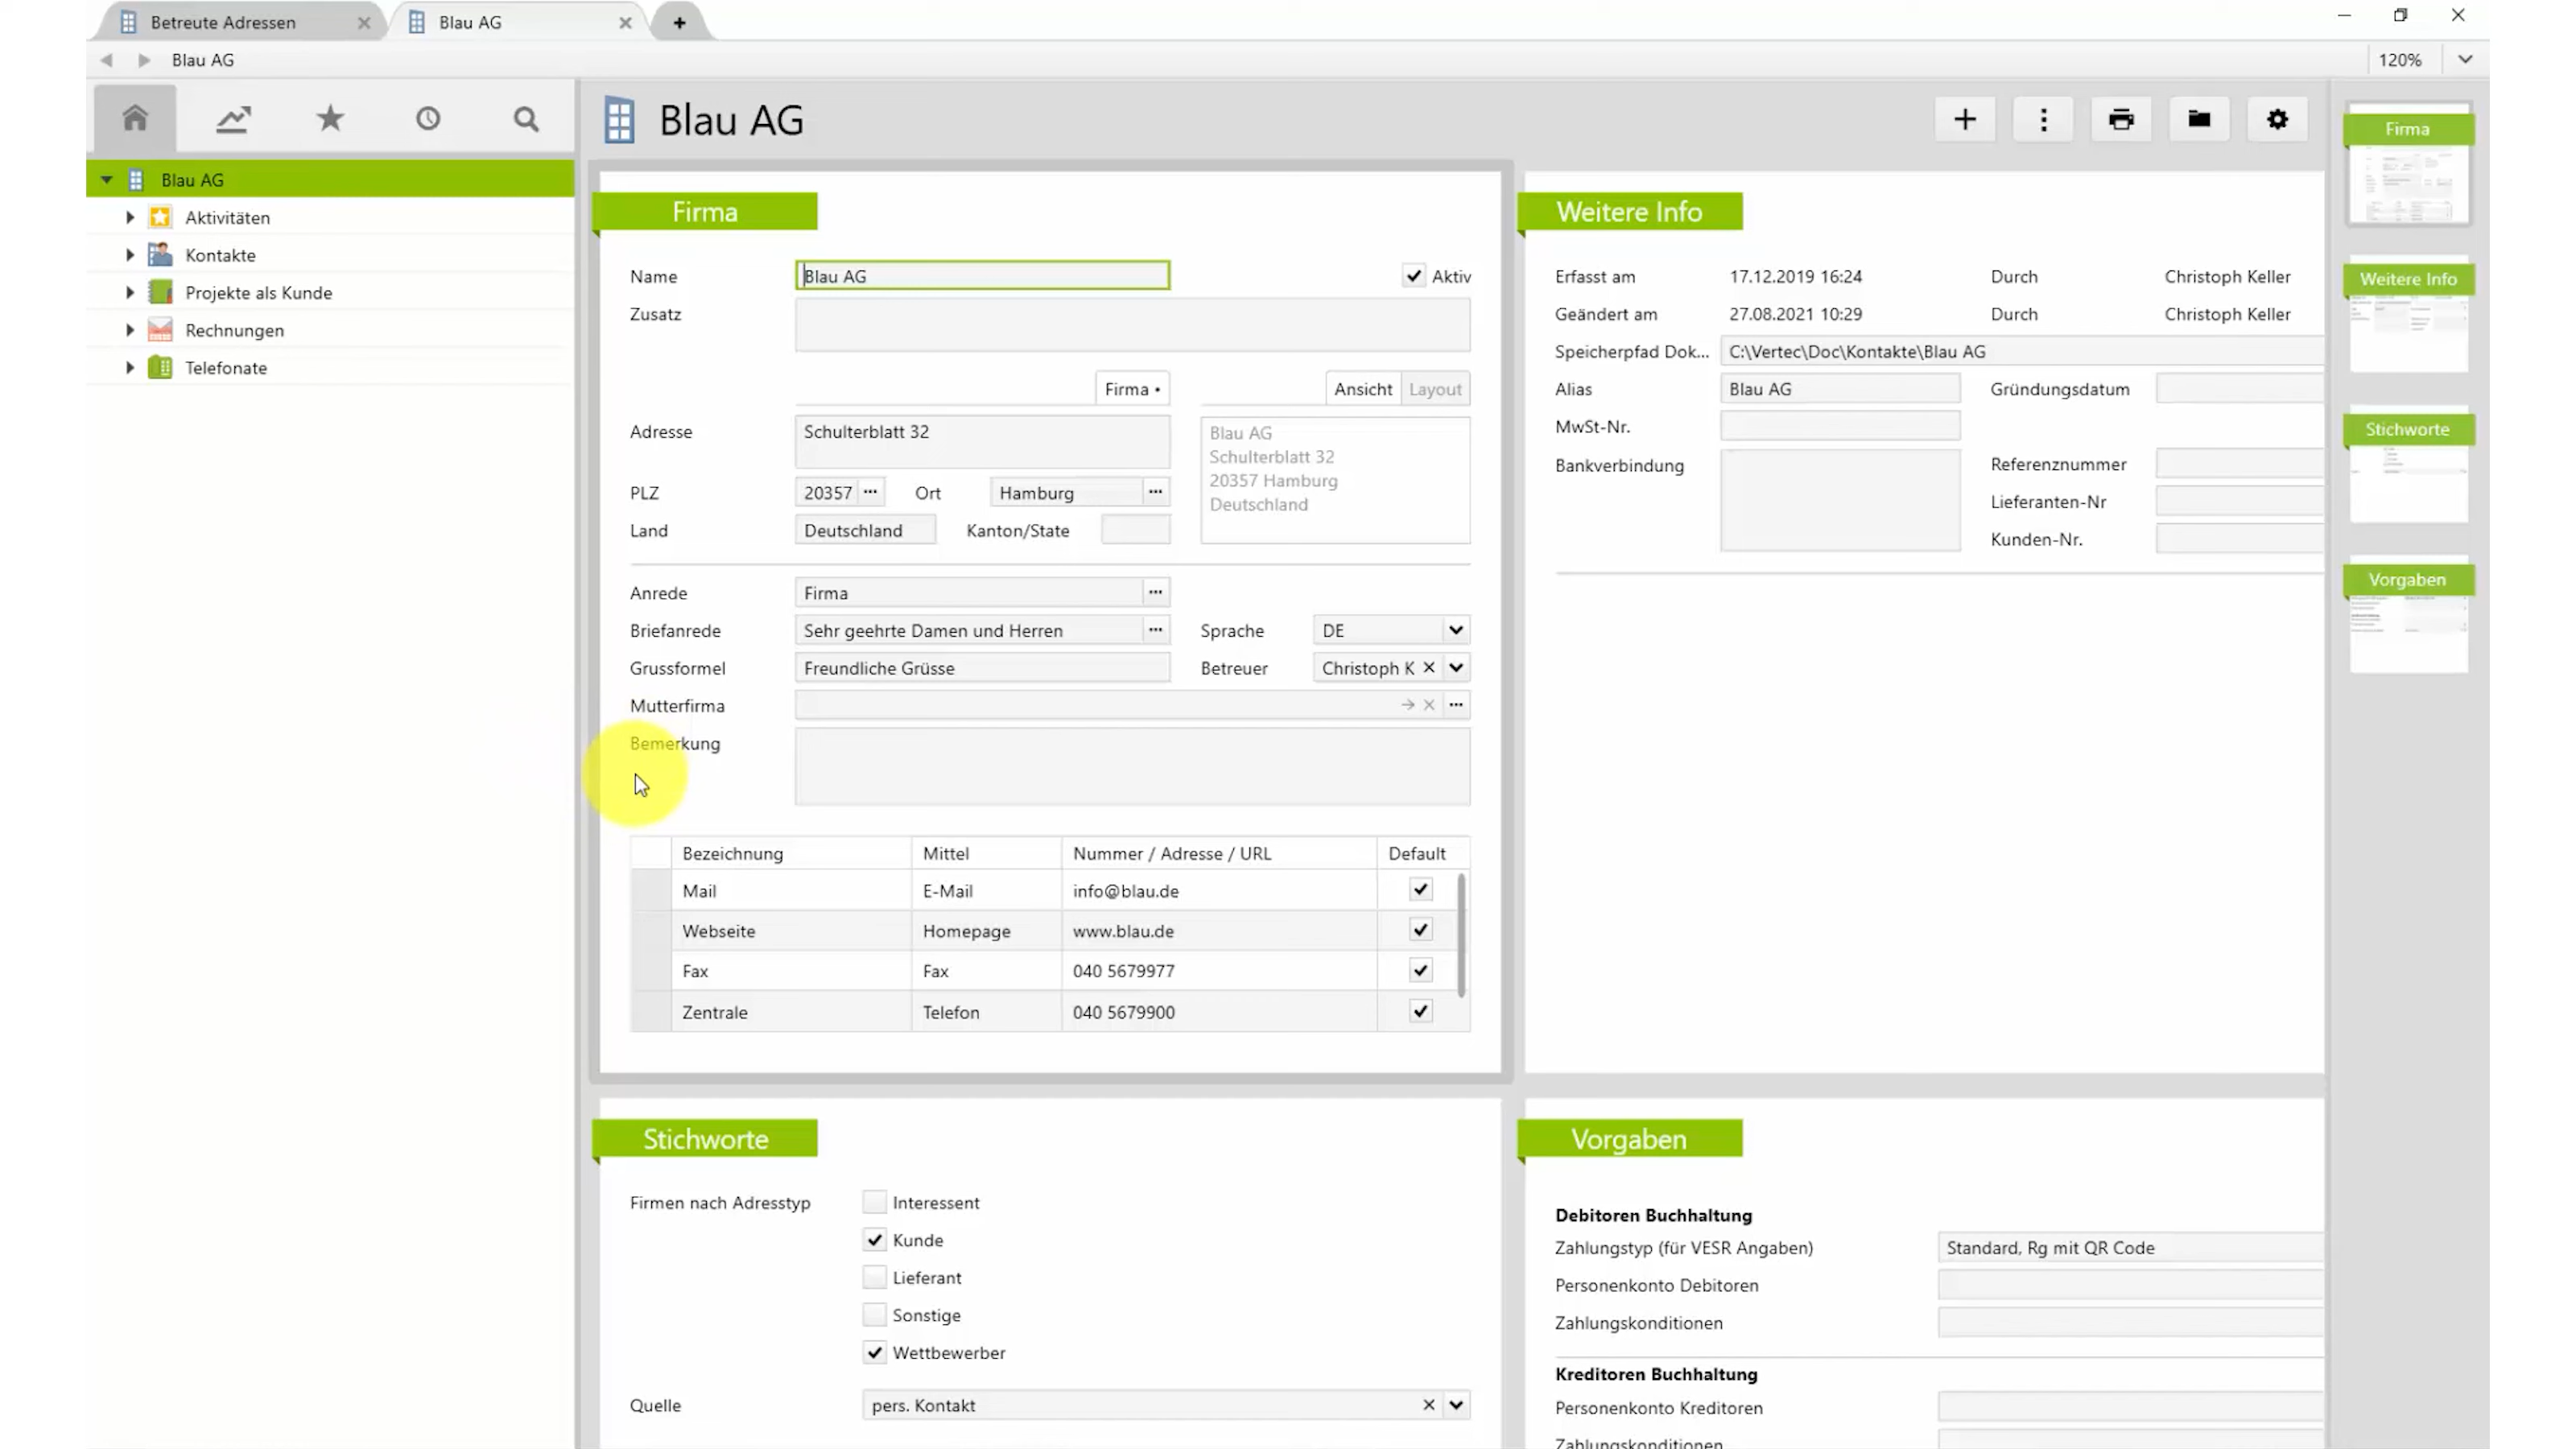 Betreute Adressen
Blau AG
Blau AG
120%
Blau AG
Firma
Blau AG
Aktivitäten
Kontakte
Projekte als Kunde
Rechnungen
Telefonate
Firma
Name
Blau AG
Aktiv
Zusatz
Firma •
Ansicht
Layout
Adresse
Schulterblatt 32
Blau AG
Schulterblatt 32
20357 Hamburg
Deutschland
PLZ
20357
Ort
Hamburg
Land
Deutschland
Kanton/State
Anrede
Firma
Briefanrede
Sehr geehrte Damen und Herren
Sprache
DE
Grussformel
Freundliche Grüsse
Betreuer
Christoph K
Mutterfirma
Bemerkung
Bezeichnung Mittel Nummer / Adresse / URL Default
Mail E-Mail info@blau.de
Webseite Homepage www.blau.de
Fax Fax 040 5679977
Zentrale Telefon 040 5679900
Weitere Info
Erfasst am 17.12.2019 16:24 Durch Christoph Keller
Geändert am 27.08.2021 10:29 Durch Christoph Keller
Speicherpfad Dok... C:\Vertec\Doc\Kontakte\Blau AG
Alias Blau AG Gründungsdatum
MwSt-Nr.
Bankverbindung
Referenznummer
Lieferanten-Nr
Kunden-Nr.
Stichworte
Firmen nach Adresstyp
Interessent
Kunde
Lieferant
Sonstige
Wettbewerber
Quelle
pers. Kontakt
Vorgaben
Debitoren Buchhaltung
Zahlungstyp (für VESR Angaben) Standard, Rg mit QR Code
Personenkonto Debitoren
Zahlungskonditionen
Kreditoren Buchhaltung
Personenkonto Kreditoren
Zahlungskonditionen
Weitere Info
Stichworte
Vorgaben